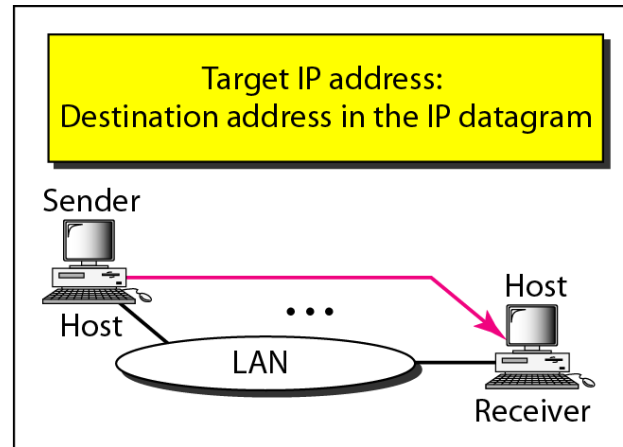 Target IP address:
Destination address in the IP datagram
Sender
Host
Host
• • •
LAN
Receiver